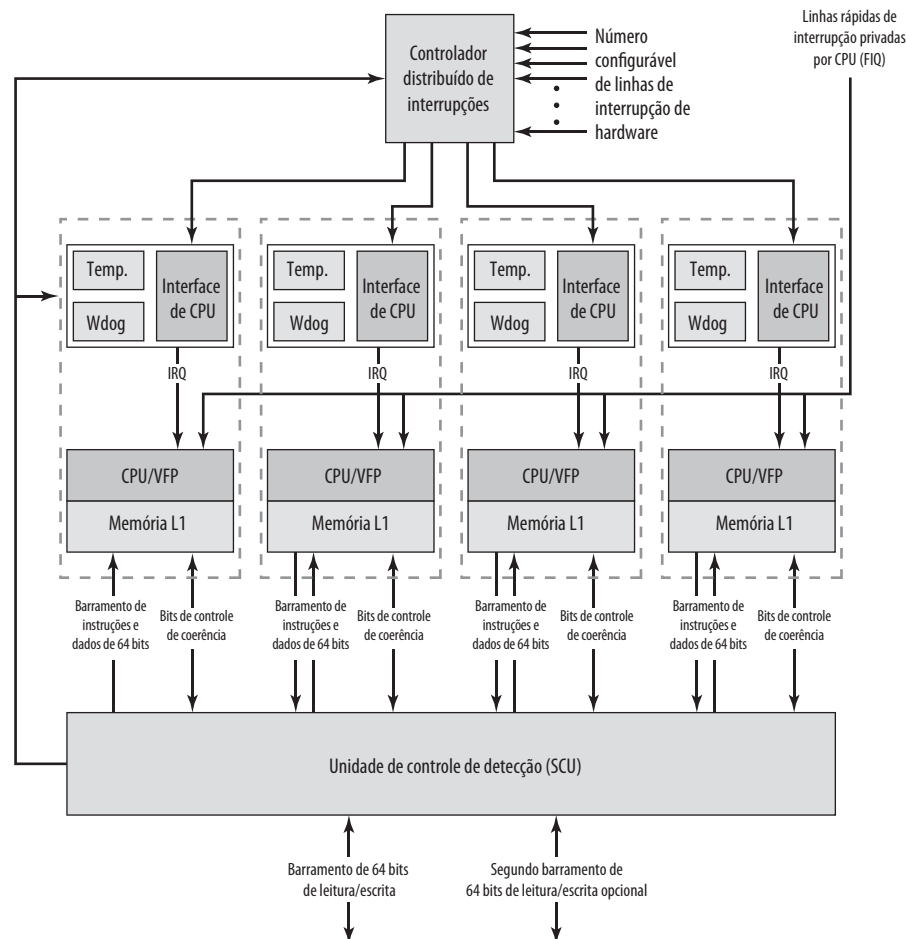 Linhas rápidas de
interrupção privadas
por CPU (FIQ)
Controlador
distribuído de
interrupções
Número
configurável
de linhas de
interrupção de
hardware
Temp.
Wdog
Interface
de CPU
Temp.
Wdog
Interface
de CPU
Temp.
Wdog
Interface
de CPU
Temp.
Wdog
Interface
de CPU
IRQ
IRQ
IRQ
IRQ
CPU/VFP
CPU/VFP
CPU/VFP
CPU/VFP
Memória L1
Memória L1
Memória L1
Memória L1
Barramento de
instruções e
dados de 64 bits
Bits de controle
de coerência
Barramento de
instruções e
dados de 64 bits
Bits de controle
de coerência
Barramento de
instruções e
dados de 64 bits
Bits de controle
de coerência
Barramento de
instruções e
dados de 64 bits
Bits de controle
de coerência
Unidade de controle de detecção (SCU)
Barramento de 64 bits
de leitura/escrita
Segundo barramento de
64 bits de leitura/escrita opcional